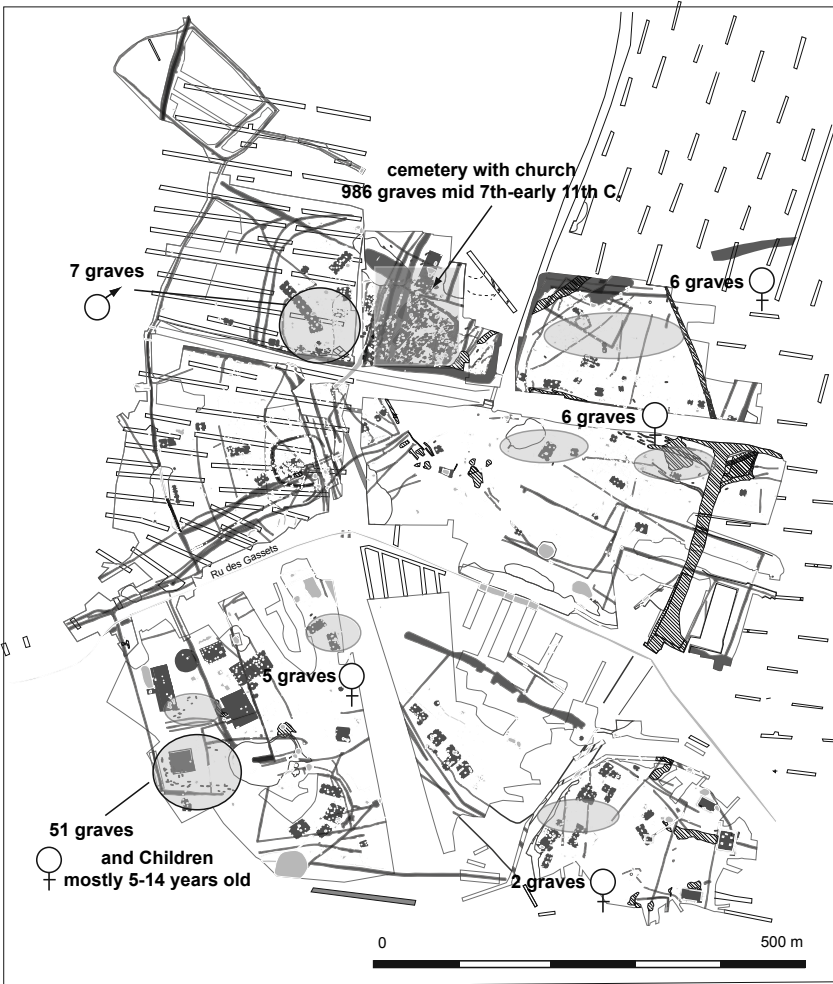 cemetery with church
986 graves mid 7th-early 11th C.
7 graves
6 graves
6 graves
Ru des Gassets
5 graves
51 graves
and Children
mostly 5-14 years old
2 graves
0
500 m